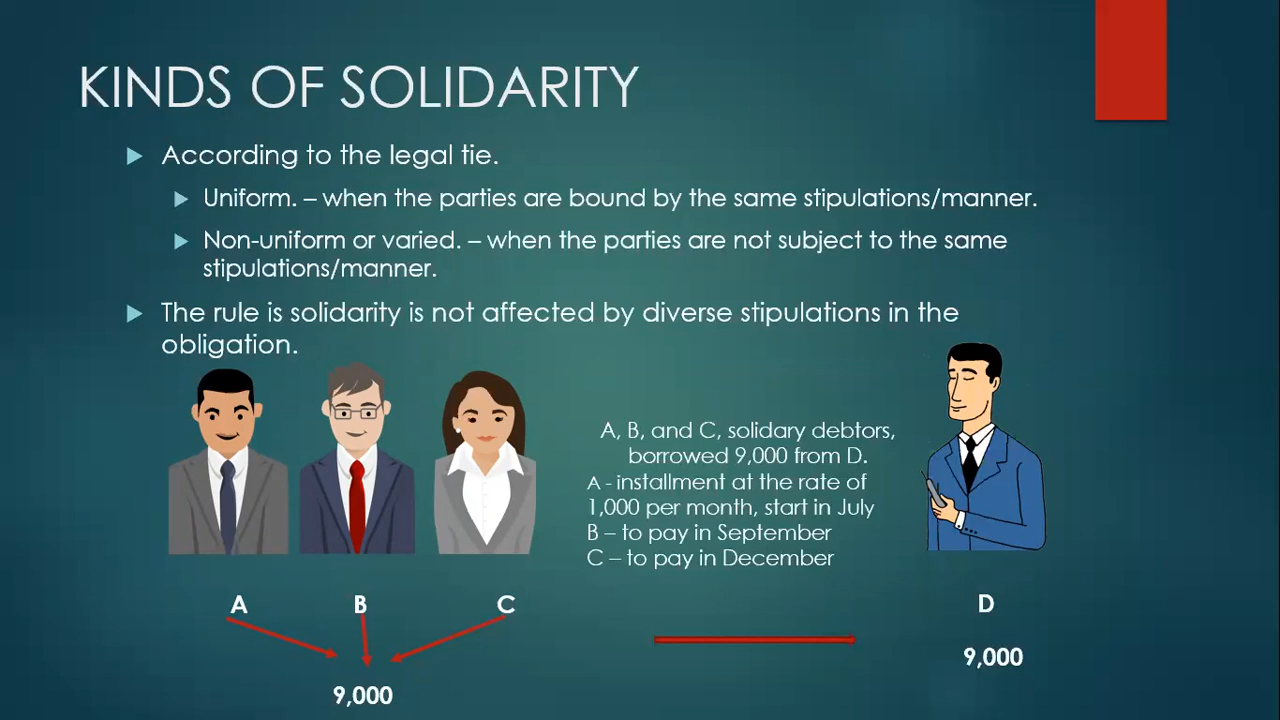 KINDS OF SOLIDARITY
According to the legal tie.
Uniform. – when the parties are bound by the same stipulations/manner.
Non-uniform or varied. – when the parties are not subject to the same
stipulations/manner.
The rule is solidarity is not affected by diverse stipulations in the
obligation.
A, B, and C, solidary debtors,
borrowed 9,000 from D.
A - installment at the rate of
1,000 per month, start in July
B – to pay in September
C – to pay in December
A B C D
9,000
9,000